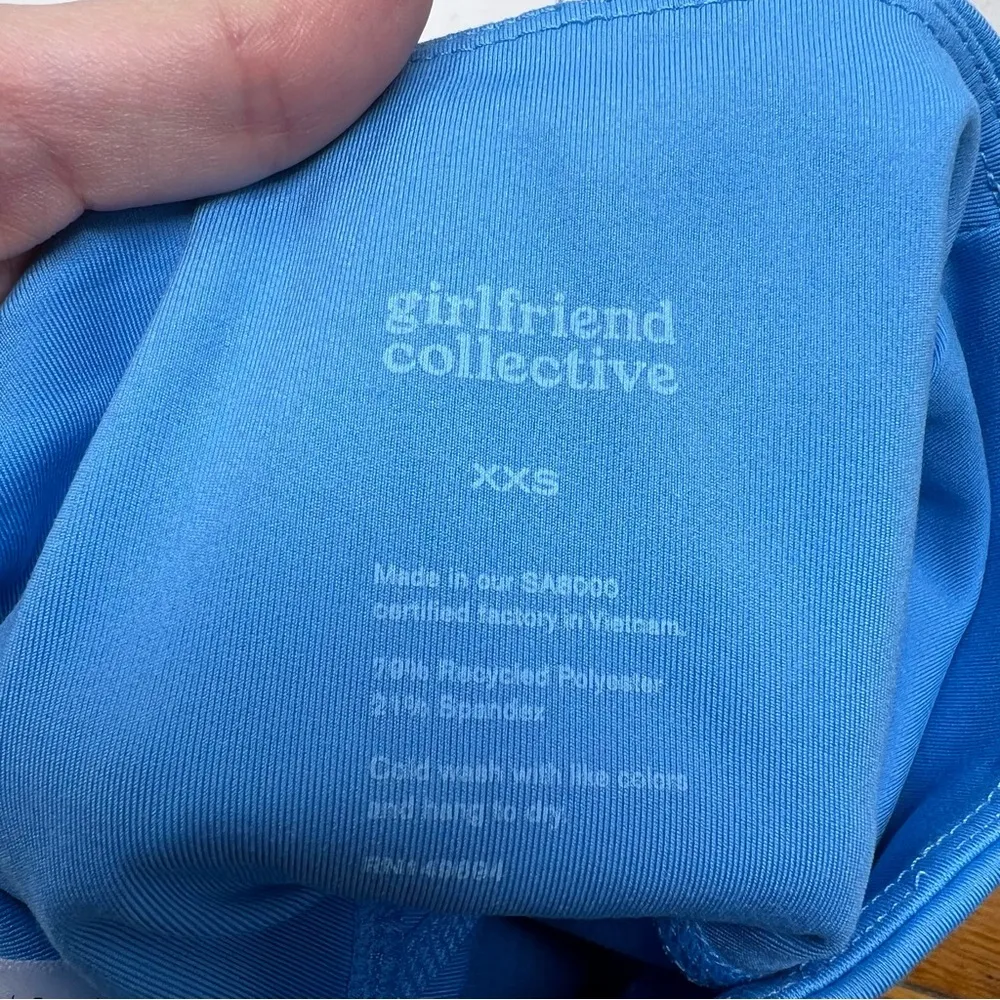 girlfriend
collective
XXS
Made in our SA8000
certified factory in Vietnam.
79% Recycled Polyester
21% Spandex
Cold wash with like colors
and hang to dry.